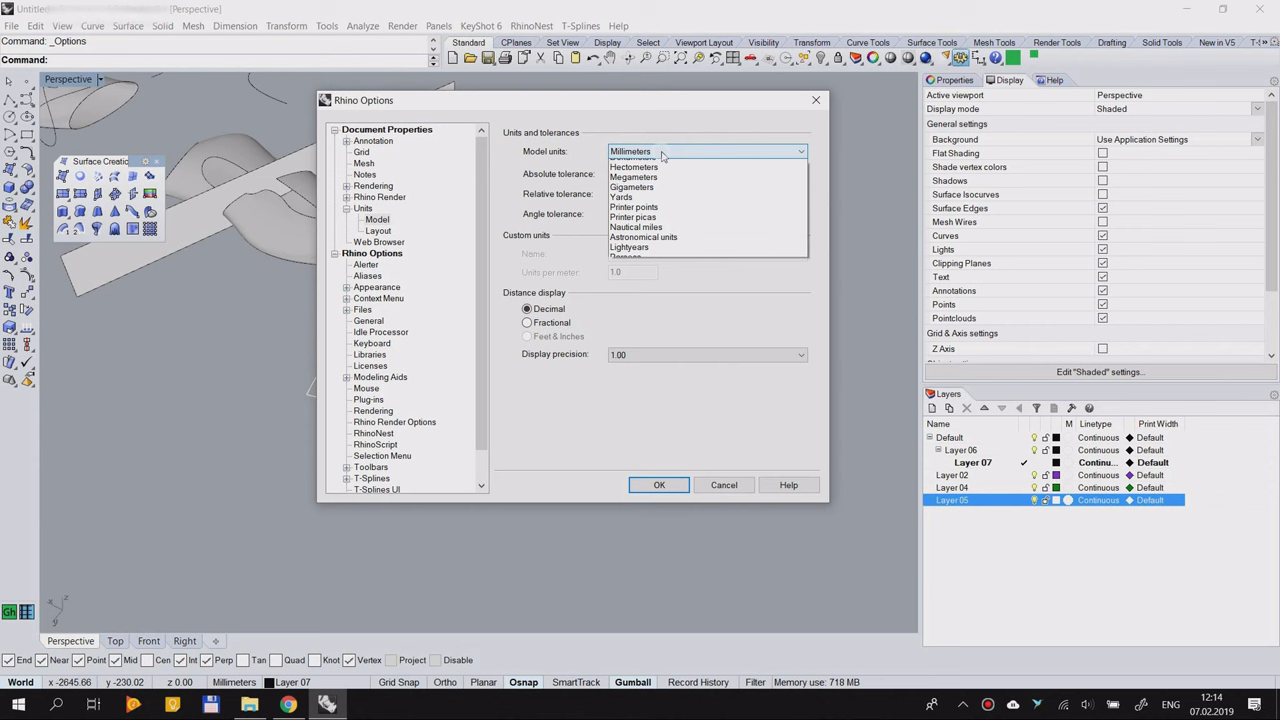 Untitled [Perspective]
File Edit View Curve Surface Solid Mesh Dimension Transform Tools Analyze Render Panels KeyShot 6 RhinoNest T-Splines Help
Command: _Options
Command:
Standard CPlanes Set View Display Select Viewport Layout Visibility Transform Curve Tools Surface Tools Mesh Tools Render Tools Drafting Solid Tools New in V5
Perspective
Surface Creation
Rhino Options
Document Properties
Annotation
Grid
Mesh
Notes
Rendering
Rhino Render
Units
Model
Layout
Web Browser
Rhino Options
Alerter
Aliases
Appearance
Context Menu
Files
General
Idle Processor
Keyboard
Libraries
Licenses
Modeling Aids
Mouse
Plug-ins
Rendering
Rhino Render Options
RhinoNest
RhinoScript
Selection Menu
Toolbars
T-Splines
T-Splines UI
Units and tolerances
Model units: Millimeters
Hectometers
Megameters
Gigameters
Yards
Printer points
Printer picas
Nautical miles
Astronomical units
Lightyears
Absolute tolerance:
Relative tolerance:
Angle tolerance:
Custom units
Name:
Units per meter: 1.0
Distance display
Decimal
Fractional
Feet & Inches
Display precision: 1.00
OK Cancel Help
Properties Display Help
Active viewport Perspective
Display mode Shaded
General settings
Background Use Application Settings
Flat Shading
Shade vertex colors
Shadows
Surface Isocurves
Surface Edges
Mesh Wires
Curves
Lights
Clipping Planes
Text
Annotations
Points
Pointclouds
Grid & Axis settings
Z Axis
Edit "Shaded" settings...
Layers
Name M Linetype Print Width
Default Continuous Default
Layer 06 Continuous Default
Layer 07 Continu... Default
Layer 02 Continuous Default
Layer 04 Continuous Default
Layer 05 Continuous Default
z
y
Gh
Perspective Top Front Right
End Near Point Mid Cen Int Perp Tan Quad Knot Vertex Project Disable
World x -2645.66 y -230.02 z 0.00 Millimeters Layer 07 Grid Snap Ortho Planar Osnap SmartTrack Gumball Record History Filter Memory use: 718 MB
ENG 12:14
07.02.2019